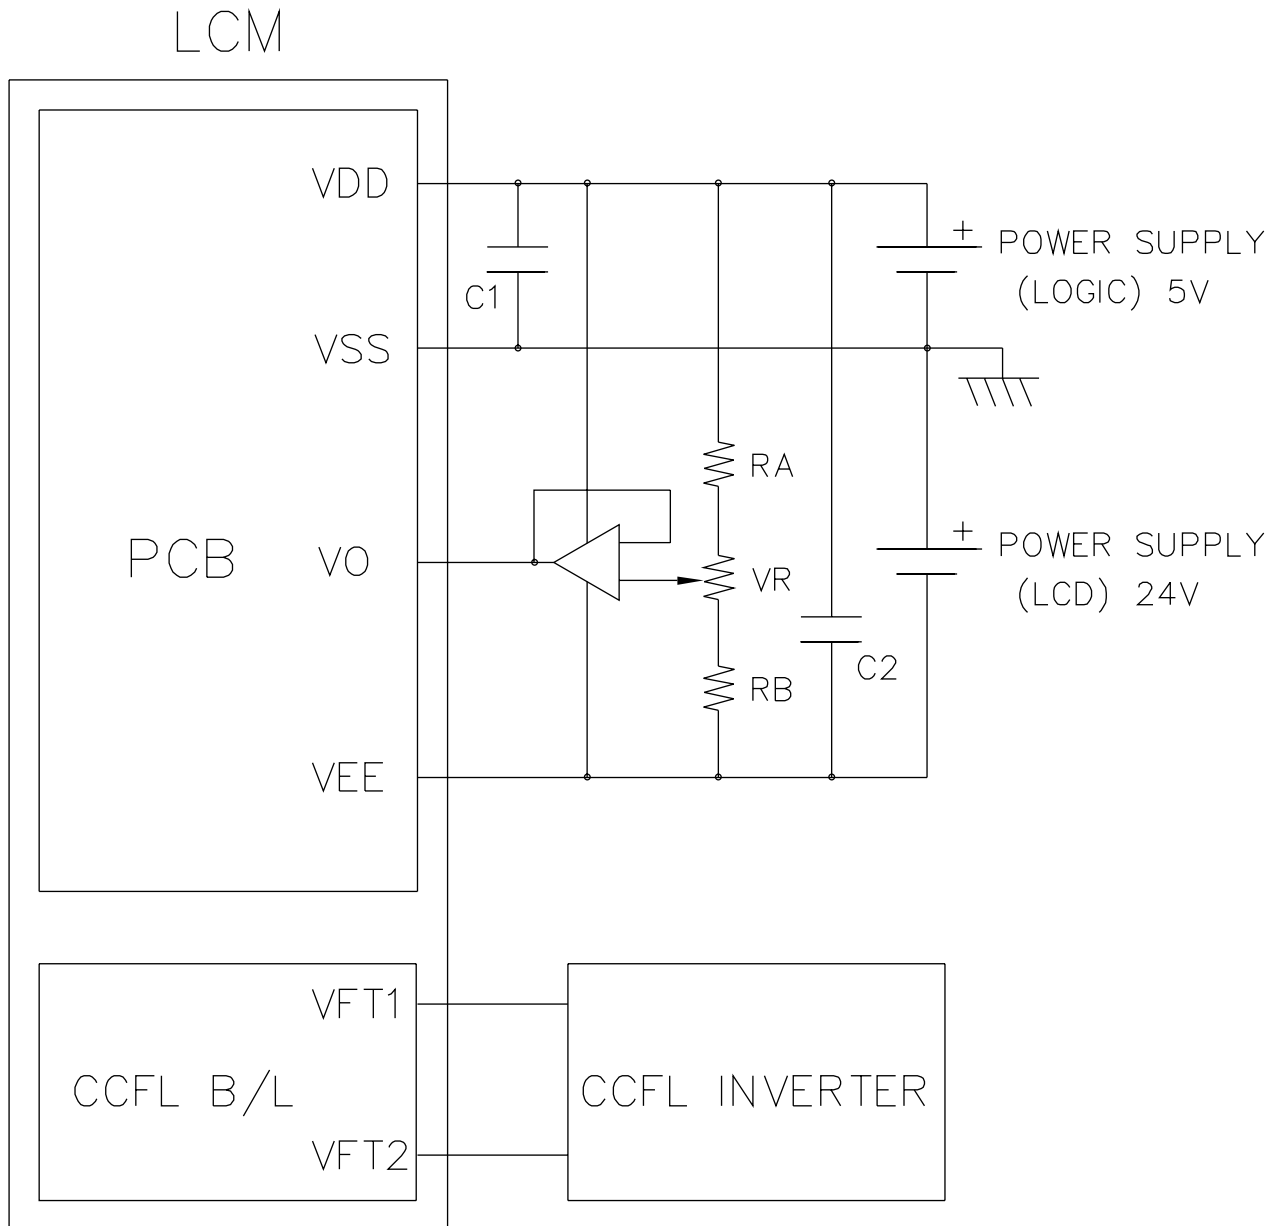 LCM
VDD
+ POWER SUPPLY
(LOGIC) 5V
C1
VSS
RA
+ POWER SUPPLY
(LCD) 24V
PCB
VO
VR
C2
RB
VEE
VFT1
CCFL B/L
CCFL INVERTER
VFT2